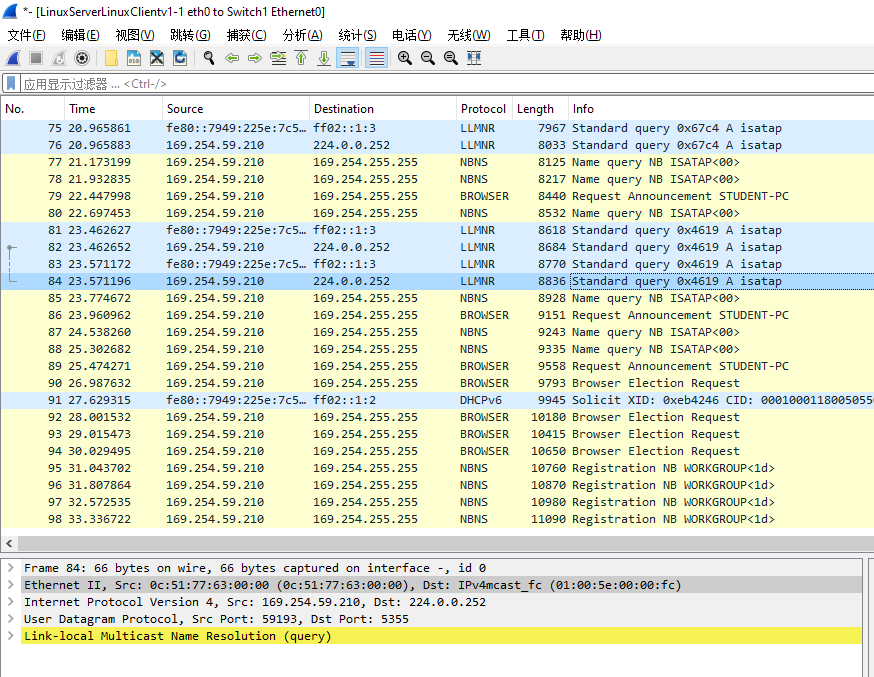 *- [LinuxServerLinuxClientv1-1 eth0 to Switch1 Ethernet0]
文件(F) 编辑(E) 视图(V) 跳转(G) 捕获(C) 分析(A) 统计(S) 电话(Y) 无线(W) 工具(T) 帮助(H)
应用显示过滤器 … <Ctrl-/>
No. Time Source Destination Protocol Length Info
75 20.965861 fe80::7949:225e:7c5… ff02::1:3 LLMNR 7967 Standard query 0x67c4 A isatap
76 20.965883 169.254.59.210 224.0.0.252 LLMNR 8033 Standard query 0x67c4 A isatap
77 21.173199 169.254.59.210 169.254.255.255 NBNS 8125 Name query NB ISATAP<00>
78 21.932835 169.254.59.210 169.254.255.255 NBNS 8217 Name query NB ISATAP<00>
79 22.447998 169.254.59.210 169.254.255.255 BROWSER 8440 Request Announcement STUDENT-PC
80 22.697453 169.254.59.210 169.254.255.255 NBNS 8532 Name query NB ISATAP<00>
81 23.462627 fe80::7949:225e:7c5… ff02::1:3 LLMNR 8618 Standard query 0x4619 A isatap
82 23.462652 169.254.59.210 224.0.0.252 LLMNR 8684 Standard query 0x4619 A isatap
83 23.571172 fe80::7949:225e:7c5… ff02::1:3 LLMNR 8770 Standard query 0x4619 A isatap
84 23.571196 169.254.59.210 224.0.0.252 LLMNR 8836 Standard query 0x4619 A isatap
85 23.774672 169.254.59.210 169.254.255.255 NBNS 8928 Name query NB ISATAP<00>
86 23.960962 169.254.59.210 169.254.255.255 BROWSER 9151 Request Announcement STUDENT-PC
87 24.538260 169.254.59.210 169.254.255.255 NBNS 9243 Name query NB ISATAP<00>
88 25.302682 169.254.59.210 169.254.255.255 NBNS 9335 Name query NB ISATAP<00>
89 25.474271 169.254.59.210 169.254.255.255 BROWSER 9558 Request Announcement STUDENT-PC
90 26.987632 169.254.59.210 169.254.255.255 BROWSER 9793 Browser Election Request
91 27.629315 fe80::7949:225e:7c5… ff02::1:2 DHCPv6 9945 Solicit XID: 0xeb4246 CID: 0001000118005055
92 28.001532 169.254.59.210 169.254.255.255 BROWSER 10180 Browser Election Request
93 29.015473 169.254.59.210 169.254.255.255 BROWSER 10415 Browser Election Request
94 30.029495 169.254.59.210 169.254.255.255 BROWSER 10650 Browser Election Request
95 31.043702 169.254.59.210 169.254.255.255 NBNS 10760 Registration NB WORKGROUP<1d>
96 31.807864 169.254.59.210 169.254.255.255 NBNS 10870 Registration NB WORKGROUP<1d>
97 32.572535 169.254.59.210 169.254.255.255 NBNS 10980 Registration NB WORKGROUP<1d>
98 33.336722 169.254.59.210 169.254.255.255 NBNS 11090 Registration NB WORKGROUP<1d>
Frame 84: 66 bytes on wire, 66 bytes captured on interface -, id 0
Ethernet II, Src: 0c:51:77:63:00:00 (0c:51:77:63:00:00), Dst: IPv4mcast_fc (01:00:5e:00:00:fc)
Internet Protocol Version 4, Src: 169.254.59.210, Dst: 224.0.0.252
User Datagram Protocol, Src Port: 59193, Dst Port: 5355
Link-local Multicast Name Resolution (query)